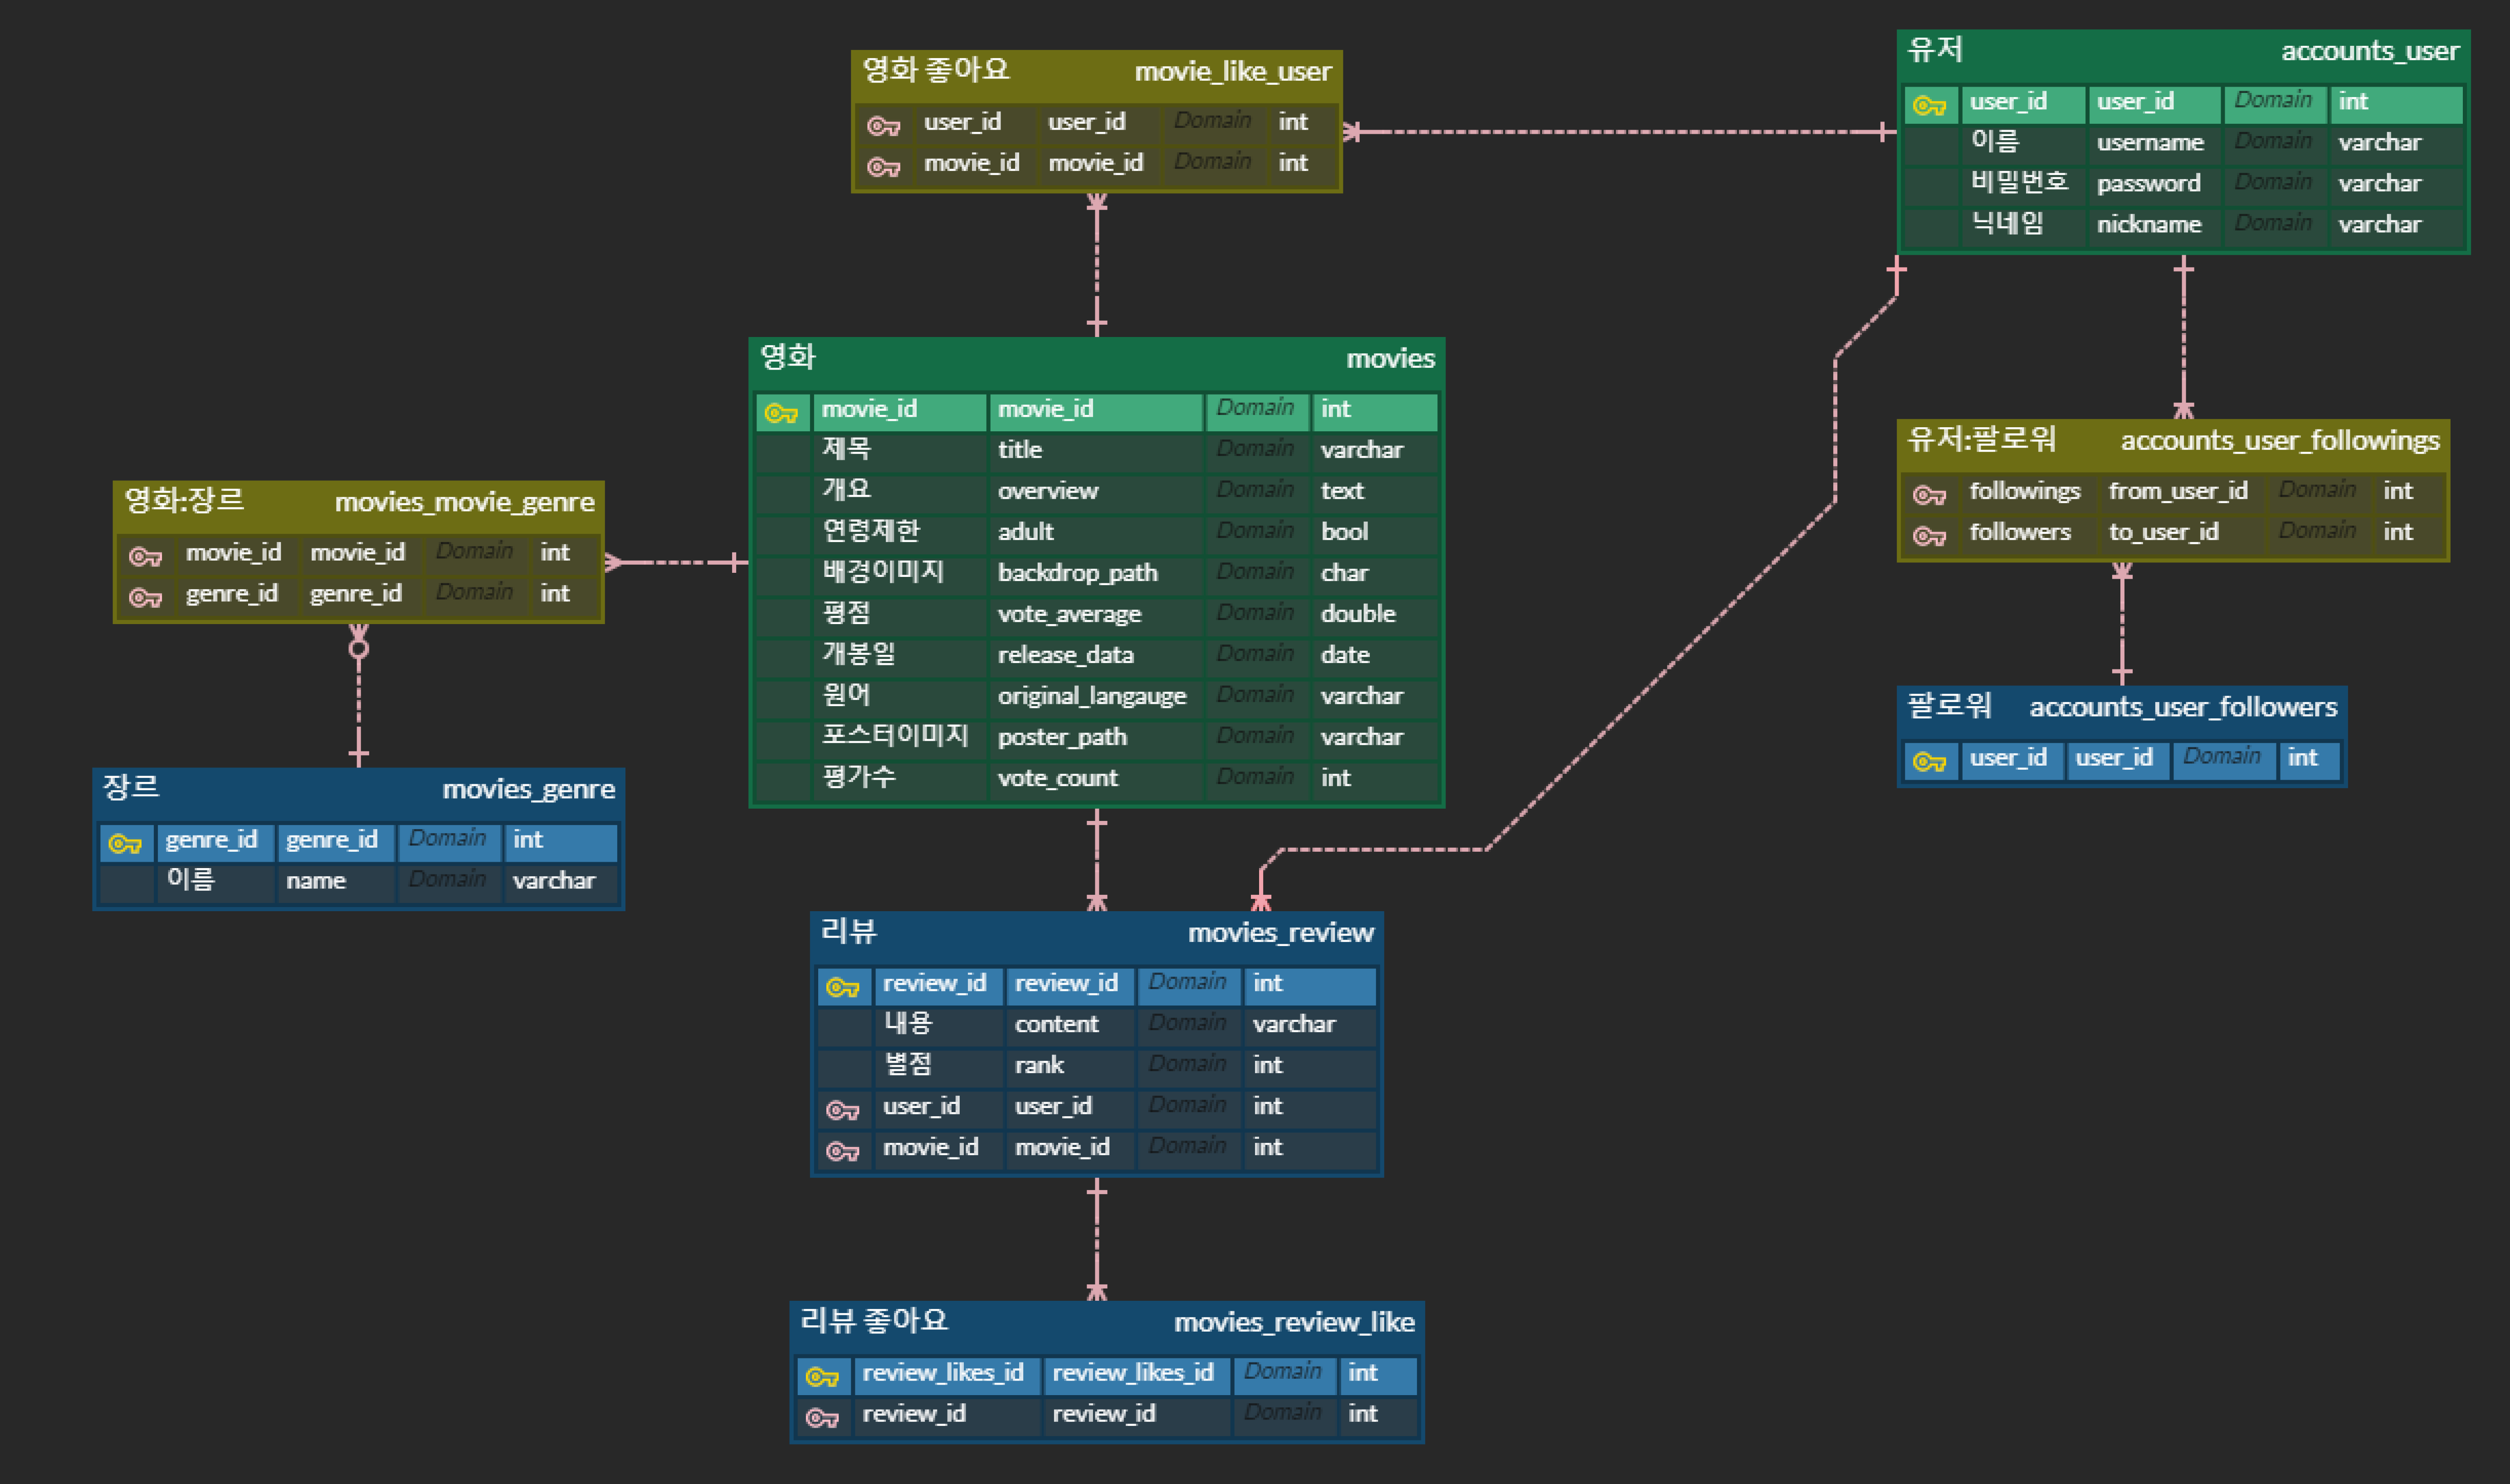 영화 좋아요 movie_like_user
user_id user_id Domain int
movie_id movie_id Domain int
유저 accounts_user
user_id user_id Domain int
이름 username Domain varchar
비밀번호 password Domain varchar
닉네임 nickname Domain varchar
영화 movies
movie_id movie_id Domain int
제목 title Domain varchar
개요 overview Domain text
연령제한 adult Domain bool
배경이미지 backdrop_path Domain char
평점 vote_average Domain double
개봉일 release_data Domain date
원어 original_langauge Domain varchar
포스터이미지 poster_path Domain varchar
평가수 vote_count Domain int
유저:팔로워 accounts_user_followings
followings from_user_id Domain int
followers to_user_id Domain int
영화:장르 movies_movie_genre
movie_id movie_id Domain int
genre_id genre_id Domain int
팔로워 accounts_user_followers
user_id user_id Domain int
장르 movies_genre
genre_id genre_id Domain int
이름 name Domain varchar
리뷰 movies_review
review_id review_id Domain int
내용 content Domain varchar
별점 rank Domain int
user_id user_id Domain int
movie_id movie_id Domain int
리뷰 좋아요 movies_review_like
review_likes_id review_likes_id Domain int
review_id review_id Domain int